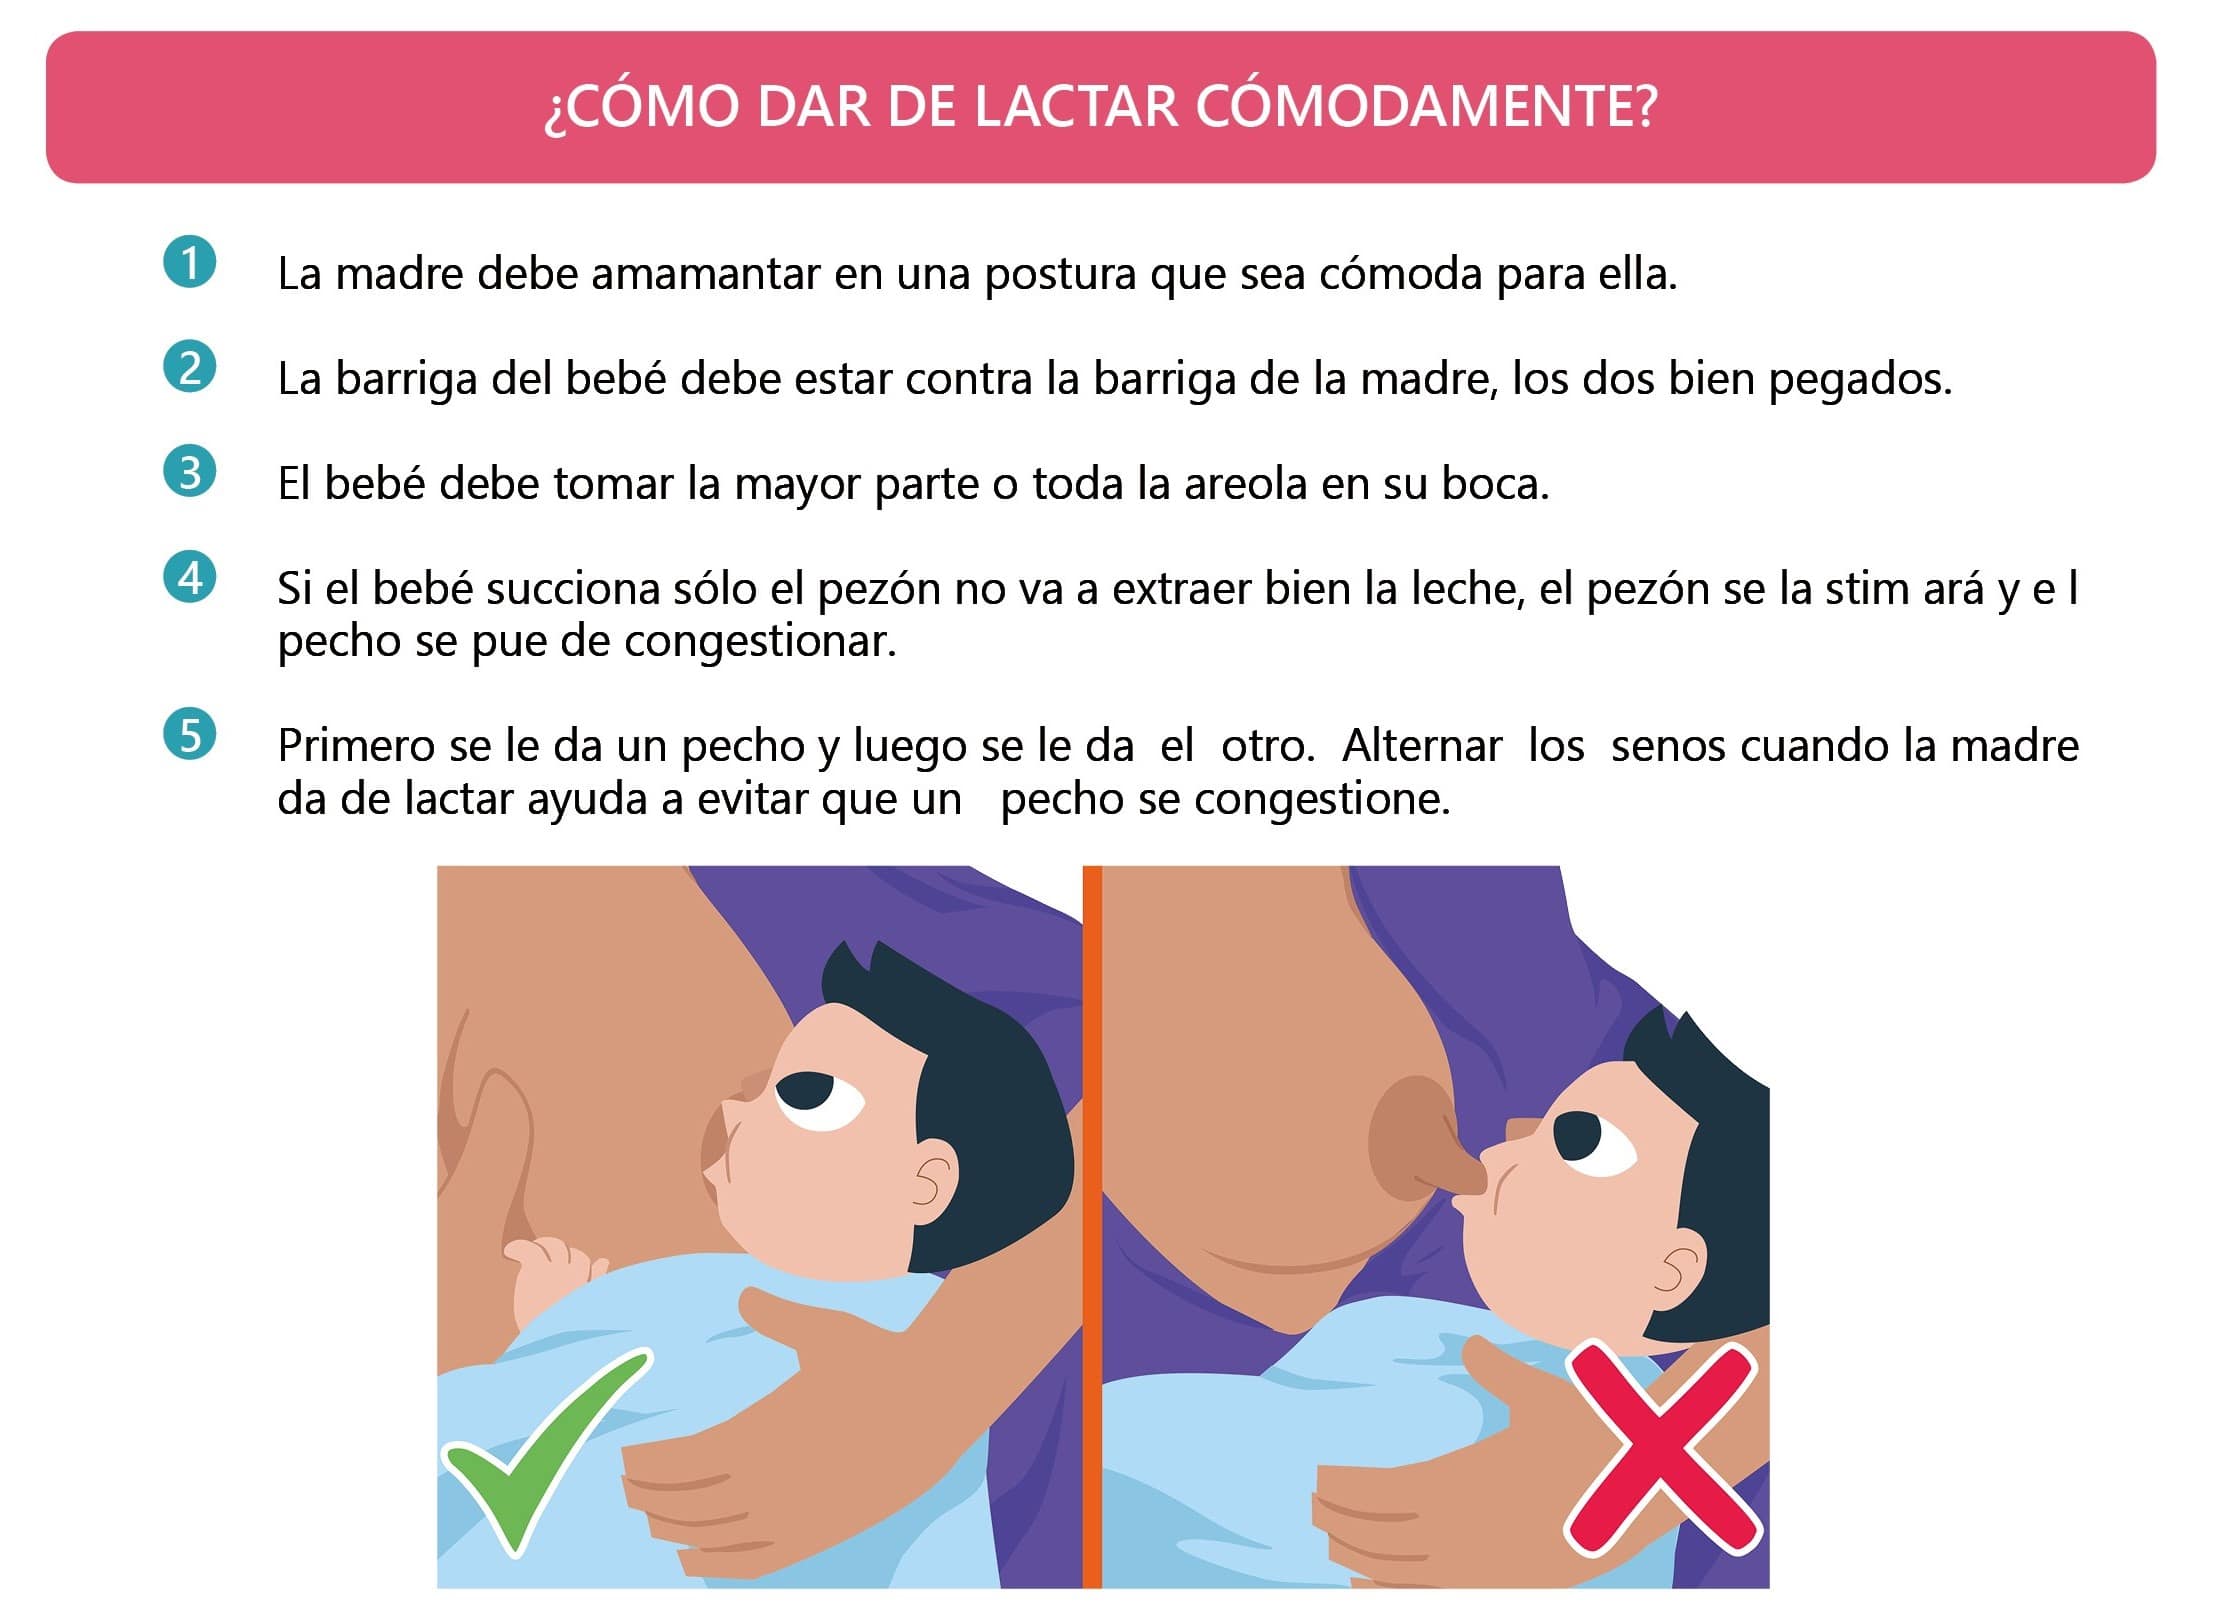 ¿CÓMO DAR DE LACTAR CÓMODAMENTE?
1 La madre debe amamantar en una postura que sea cómoda para ella.
2 La barriga del bebé debe estar contra la barriga de la madre, los dos bien pegados.
3 El bebé debe tomar la mayor parte o toda la areola en su boca.
4 Si el bebé succiona sólo el pezón no va a extraer bien la leche, el pezón se la stim ará y e l
pecho se pue de congestionar.
5 Primero se le da un pecho y luego se le da el otro. Alternar los senos cuando la madre
da de lactar ayuda a evitar que un pecho se congestione.